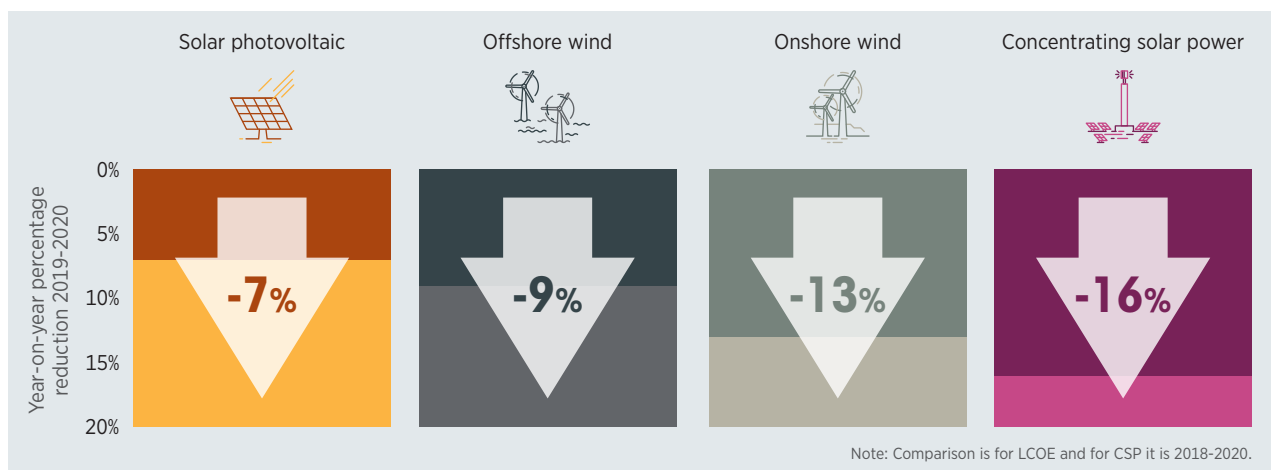 Solar photovoltaic
Offshore wind
Onshore wind
Concentrating solar power
Year-on-year percentage
reduction 2019-2020
0%
5%
10%
15%
20%
-7%
-9%
-13%
-16%
Note: Comparison is for LCOE and for CSP it is 2018-2020.